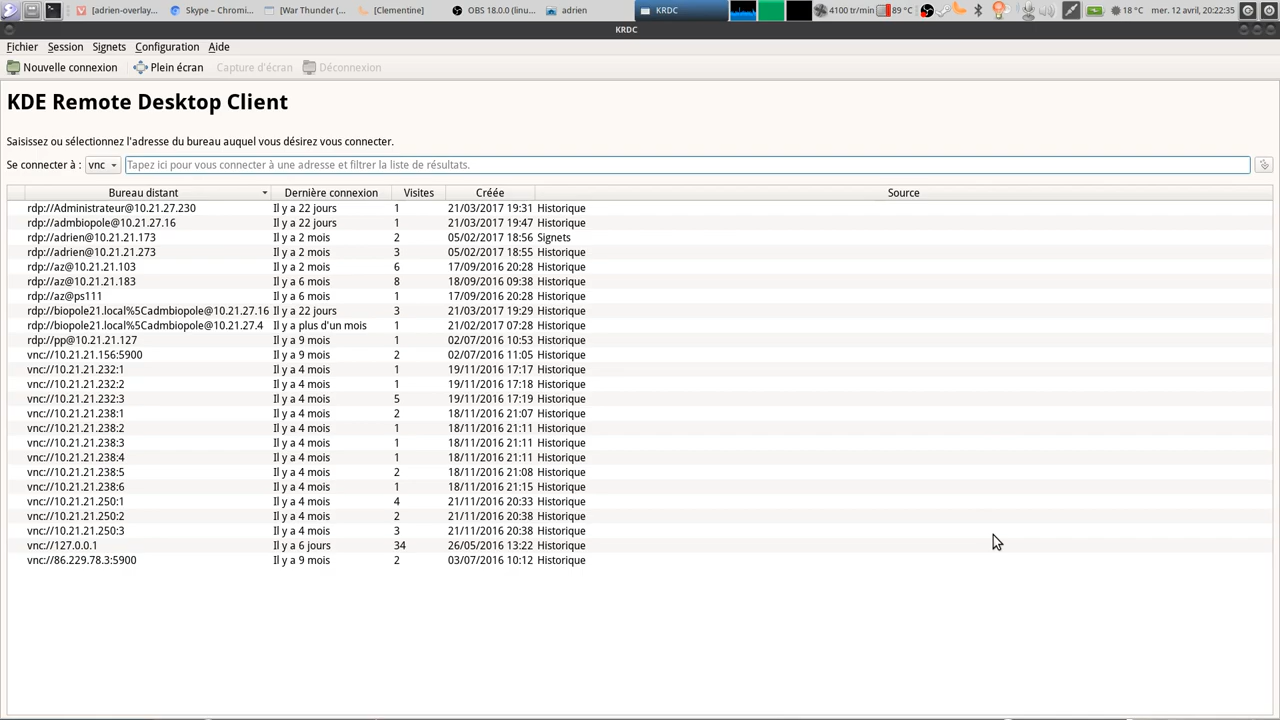 [adrien-overlay... Skype – Chromi... [War Thunder (... [Clementine] OBS 18.0.0 (linu... adrien KRDC 4100 tr/min 89 °C 18 °C mer. 12 avril, 20:22:35
KRDC
Fichier Session Signets Configuration Aide
Nouvelle connexion Plein écran Capture d'écran Déconnexion
KDE Remote Desktop Client
Saisissez ou sélectionnez l'adresse du bureau auquel vous désirez vous connecter.
Se connecter à : vnc Tapez ici pour vous connecter à une adresse et filtrer la liste de résultats.
Bureau distant Dernière connexion Visites Créée Source
rdp://Administrateur@10.21.27.230 Il y a 22 jours 1 21/03/2017 19:31 Historique
rdp://admbiopole@10.21.27.16 Il y a 22 jours 1 21/03/2017 19:47 Historique
rdp://adrien@10.21.21.173 Il y a 2 mois 2 05/02/2017 18:56 Signets
rdp://adrien@10.21.21.273 Il y a 2 mois 3 05/02/2017 18:55 Historique
rdp://az@10.21.21.103 Il y a 2 mois 6 17/09/2016 20:28 Historique
rdp://az@10.21.21.183 Il y a 6 mois 8 18/09/2016 09:38 Historique
rdp://az@ps111 Il y a 6 mois 1 17/09/2016 20:28 Historique
rdp://biopole21.local%5Cadmbiopole@10.21.27.16 Il y a 22 jours 3 21/03/2017 19:29 Historique
rdp://biopole21.local%5Cadmbiopole@10.21.27.4 Il y a plus d'un mois 1 21/02/2017 07:28 Historique
rdp://pp@10.21.21.127 Il y a 9 mois 1 02/07/2016 10:53 Historique
vnc://10.21.21.156:5900 Il y a 9 mois 2 02/07/2016 11:05 Historique
vnc://10.21.21.232:1 Il y a 4 mois 1 19/11/2016 17:17 Historique
vnc://10.21.21.232:2 Il y a 4 mois 1 19/11/2016 17:18 Historique
vnc://10.21.21.232:3 Il y a 4 mois 5 19/11/2016 17:19 Historique
vnc://10.21.21.238:1 Il y a 4 mois 2 18/11/2016 21:07 Historique
vnc://10.21.21.238:2 Il y a 4 mois 1 18/11/2016 21:11 Historique
vnc://10.21.21.238:3 Il y a 4 mois 1 18/11/2016 21:11 Historique
vnc://10.21.21.238:4 Il y a 4 mois 1 18/11/2016 21:11 Historique
vnc://10.21.21.238:5 Il y a 4 mois 2 18/11/2016 21:08 Historique
vnc://10.21.21.238:6 Il y a 4 mois 1 18/11/2016 21:15 Historique
vnc://10.21.21.250:1 Il y a 4 mois 4 21/11/2016 20:33 Historique
vnc://10.21.21.250:2 Il y a 4 mois 2 21/11/2016 20:38 Historique
vnc://10.21.21.250:3 Il y a 4 mois 3 21/11/2016 20:38 Historique
vnc://127.0.0.1 Il y a 6 jours 34 26/05/2016 13:22 Historique
vnc://86.229.78.3:5900 Il y a 9 mois 2 03/07/2016 10:12 Historique